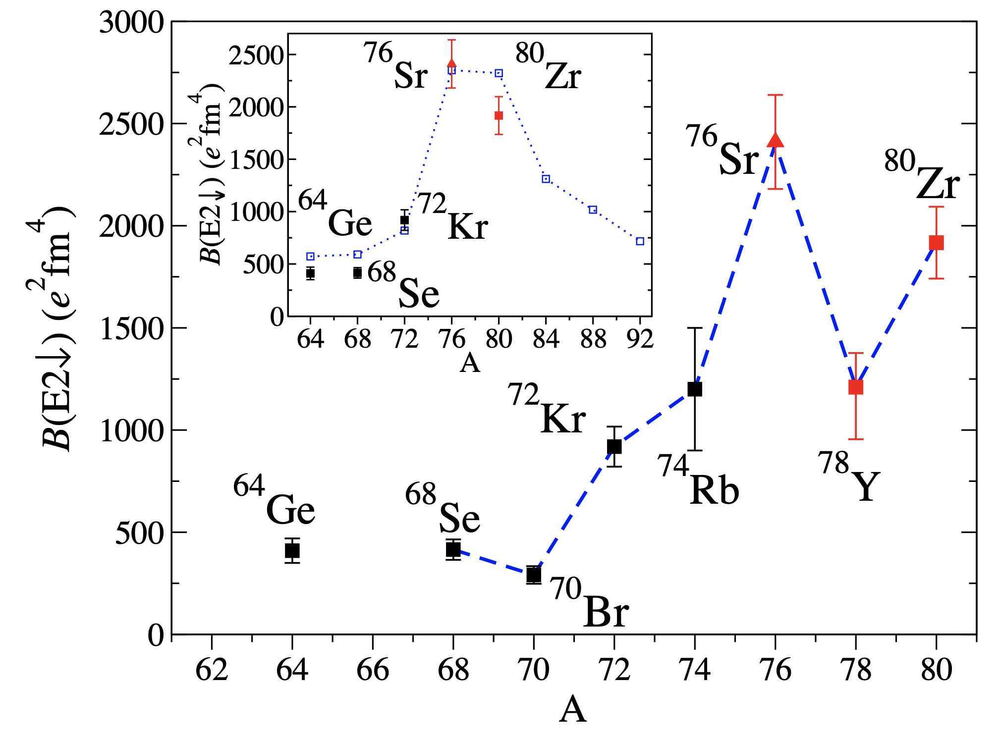 3000
2500
2000
1500
1000
500
0
B(E2↓) (e²fm⁴)
62 64 66 68 70 72 74 76 78 80
A
⁶⁴Ge
⁶⁸Se
⁷⁰Br
⁷²Kr
⁷⁴Rb
⁷⁶Sr
⁷⁸Y
⁸⁰Zr
2500
2000
1500
1000
500
0
B(E2↓) (e²fm⁴)
64 68 72 76 80 84 88 92
A
⁶⁴Ge
⁶⁸Se
⁷²Kr
⁷⁶Sr
⁸⁰Zr